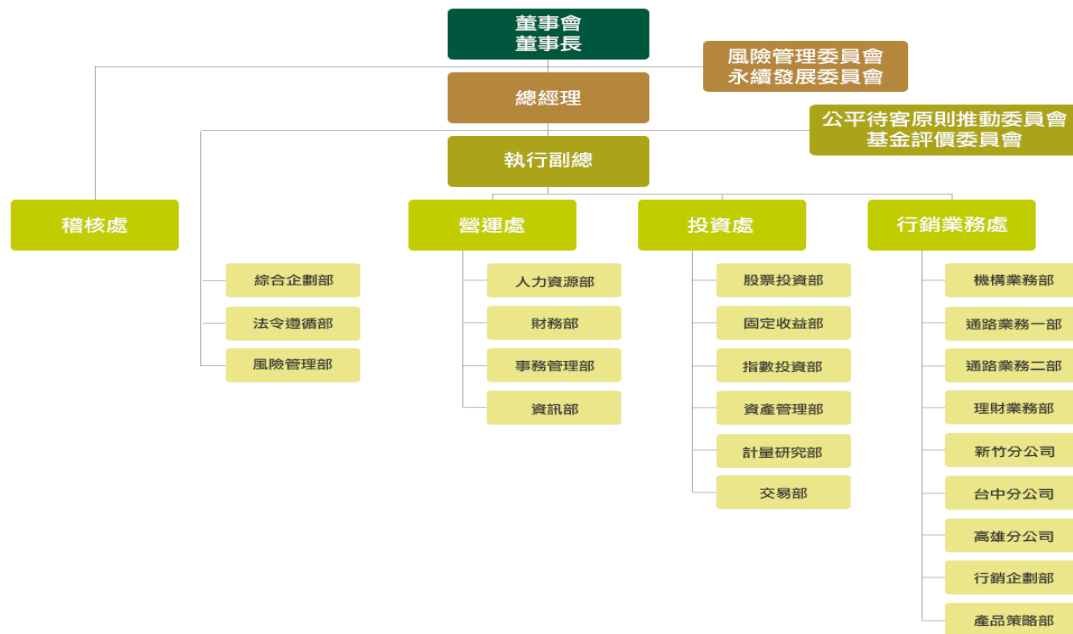 董事會
董事長
風險管理委員會
永續發展委員會
總經理
公平待客原則推動委員會
基金評價委員會
執行副總
稽核處
營運處
投資處
行銷業務處
綜合企劃部
法令遵循部
風險管理部
人力資源部
財務部
事務管理部
資訊部
股票投資部
固定收益部
指數投資部
資產管理部
計量研究部
交易部
機構業務部
通路業務一部
通路業務二部
理財業務部
新竹分公司
台中分公司
高雄分公司
行銷企劃部
產品策略部